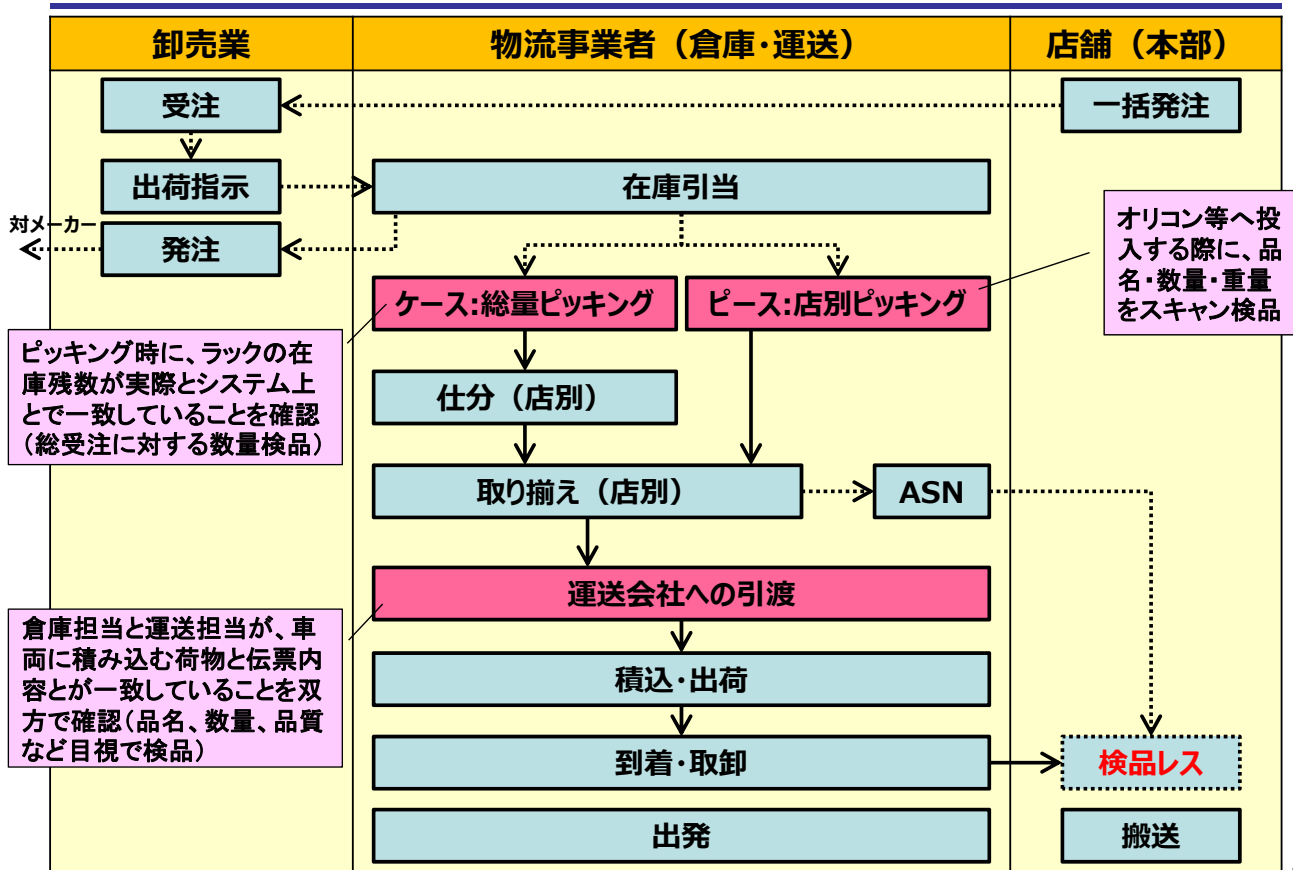 卸売業
物流事業者（倉庫・運送）
店舗（本部）
受注
一括発注
出荷指示
在庫引当
対メーカー
発注
オリコン等へ投
入する際に、品
名・数量・重量
をスキャン検品
ケース:総量ピッキング
ピース:店別ピッキング
ピッキング時に、ラックの在
庫残数が実際とシステム上
とで一致していることを確認
（総受注に対する数量検品）
仕分（店別）
取り揃え（店別）
ASN
運送会社への引渡
倉庫担当と運送担当が、車
両に積み込む荷物と伝票内
容とが一致していることを双
方で確認（品名、数量、品質
など目視で検品）
積込・出荷
到着・取卸
検品レス
出発
搬送